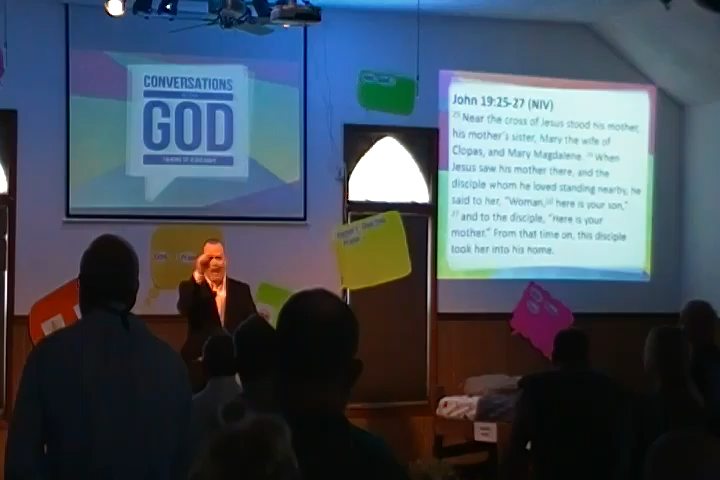 CONVERSATIONS
GOD
John 19:25-27 (NIV)
25 Near the cross of Jesus stood his mother,
his mother's sister, Mary the wife of
Clopas, and Mary Magdalene. 26 When
Jesus saw his mother there, and the
disciple whom he loved standing nearby, he
said to her, "Woman, here is your son,"
27 and to the disciple, "Here is your
mother." From that time on, this disciple
took her into his home.